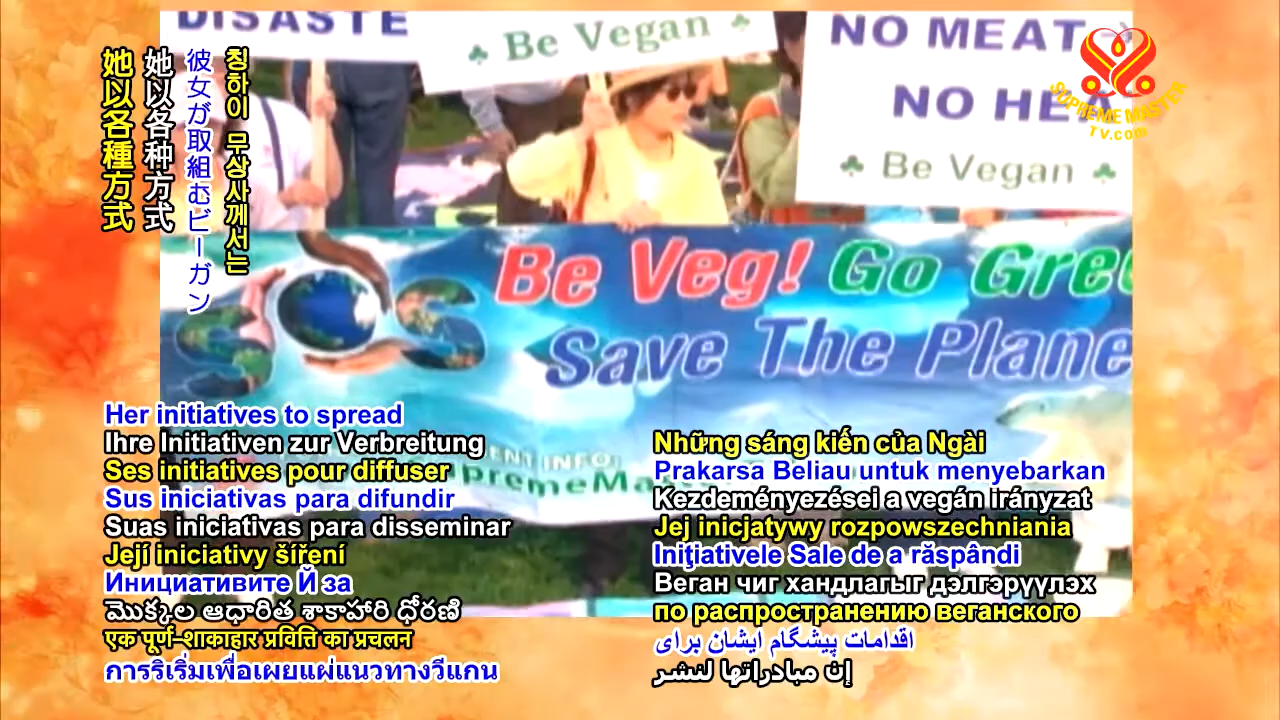 DISASTE
Be Vegan
NO MEAT
NO HEA
Be Vegan
SUPREME MASTER
TV.com
她以各種方式
她以各种方式
彼女が取組むビーガン
칭하이 무상사께서는
SOS
Be Veg! Go Gree
Save The Plane
ENT INFO:
premeMa
Her initiatives to spread
Ihre Initiativen zur Verbreitung
Ses initiatives pour diffuser
Sus iniciativas para difundir
Suas iniciativas para disseminar
Její iniciativy šíření
Инициативите Й за
మొక్కల ఆధారిత శాకాహారి ధోరణి
एक पूर्ण-शाकाहार प्रवित्ति का प्रचलन
การริเริ่มเพื่อเผยแผ่แนวทางวีแกน
Những sáng kiến của Ngài
Prakarsa Beliau untuk menyebarkan
Kezdeményezései a vegán irányzat
Jej inicjatywy rozpowszechniania
Iniţiativele Sale de a răspândi
Веган чиг хандлагыг дэлгэрүүлэх
по распространению веганского
اقدامات پیشگام ایشان برای
إن مبادراتها لنشر